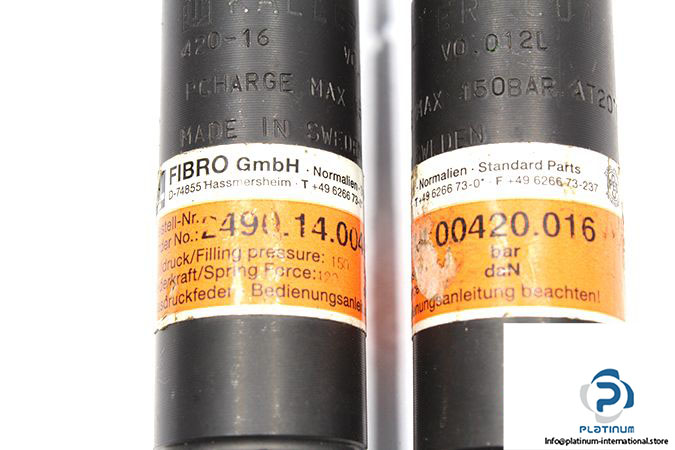 420-16
PCHARGE MAX
MADE IN SWEDE
FIBRO GmbH · Normalien ·
D-74855 Hassmersheim · T +49 6266 73-
stell-Nr.
er No.: 2490.14.004
druck/Filling pressure: 150
erkraft/Spring Force:
sdruckfeder Bedienungsanlei
V0.012L
MAX 150BAR AT20°
WEDEN
· Normalien · Standard Parts
T+49 6266 73-0* · F +49 6266 73-237
00420.016
bar
daN
nungsanleitung beachten!
PLATINUM
info@platinum-international.store